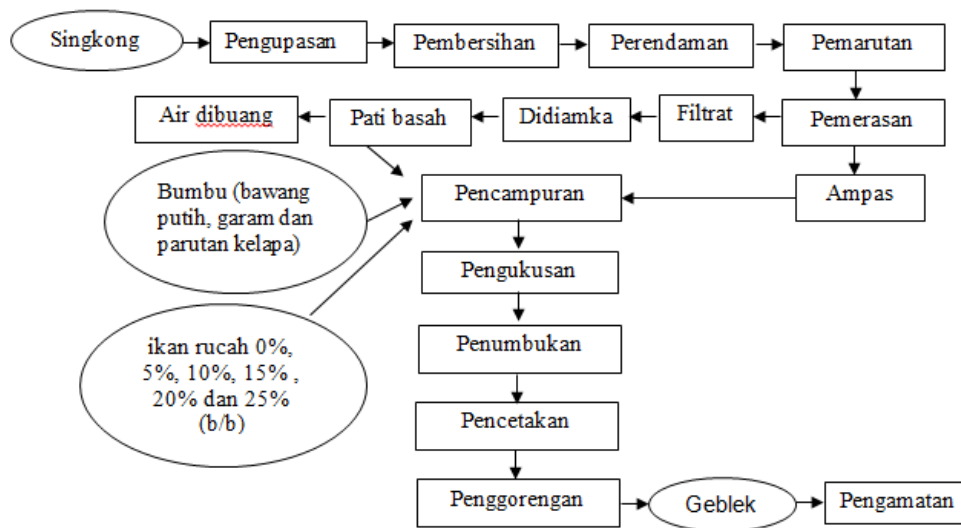 Singkong
Pengupasan
Pembersihan
Perendaman
Pemarutan
Air dibuang
Pati basah
Didiamka
Filtrat
Pemerasan
Bumbu (bawang
putih, garam dan
parutan kelapa)
Pencampuran
Ampas
Pengukusan
ikan rucah 0%,
5%, 10%, 15% ,
20% dan 25%
(b/b)
Penumbukan
Pencetakan
Penggorengan
Geblek
Pengamatan